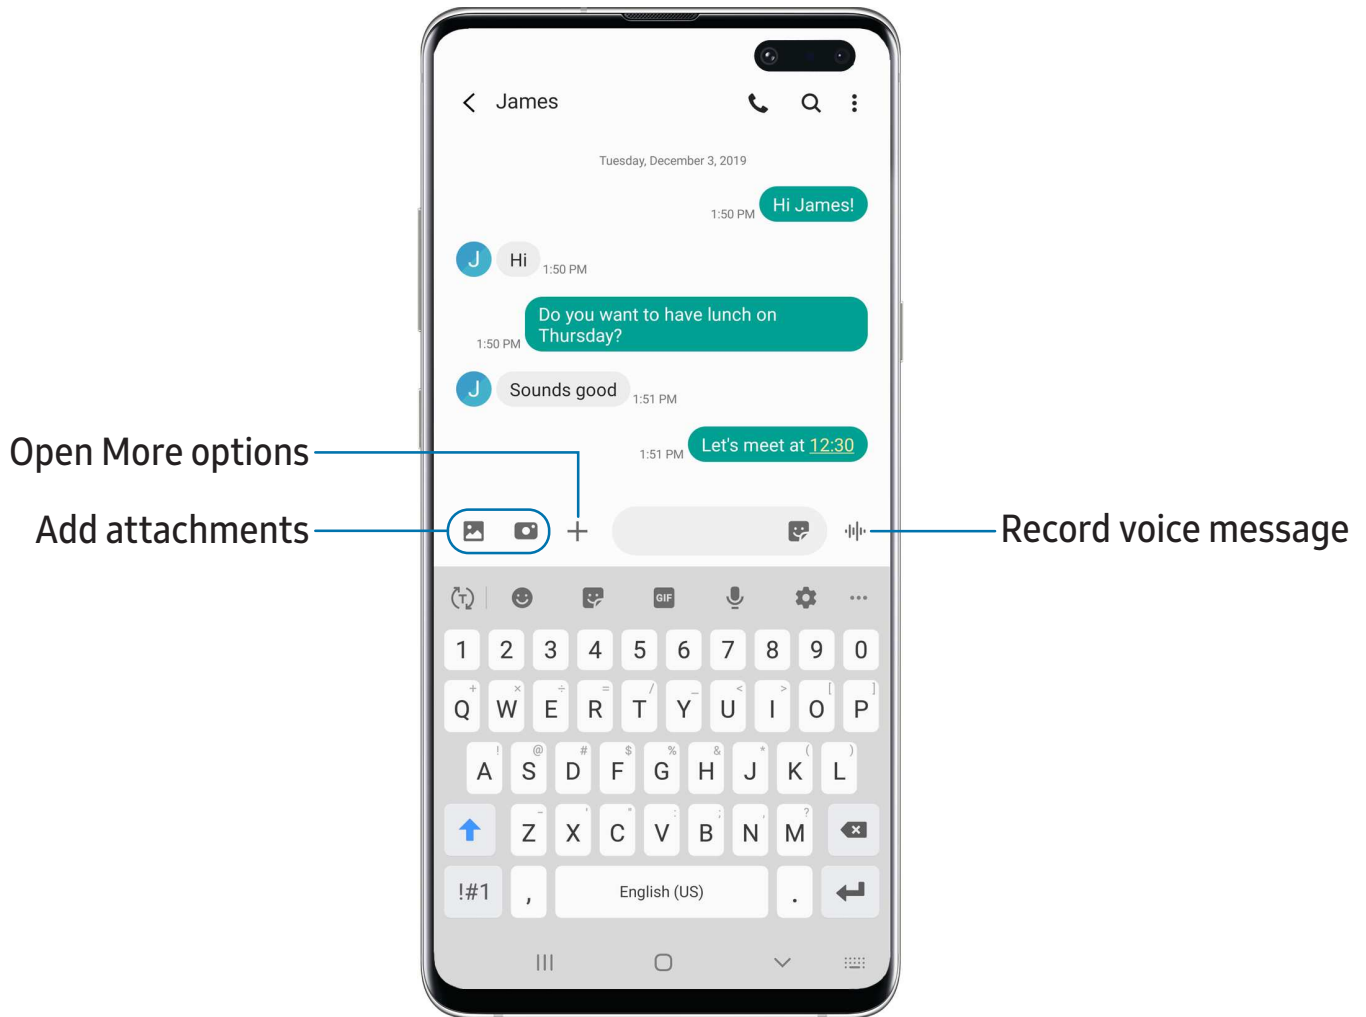 James
Tuesday, December 3, 2019
Hi James!
1:50 PM
J
Hi
1:50 PM
Do you want to have lunch on
Thursday?
1:50 PM
J
Sounds good
1:51 PM
Open More options
Let's meet at 12:30
1:51 PM
Add attachments
Record voice message
T
GIF
1 2 3 4 5 6 7 8 9 0
+ × ÷ = / _ < > [ ]
Q W E R T Y U I O P
! @ # $ % & * ( )
A S D F G H J K L
- ' " : ; , ?
Z X C V B N M
!#1 , English (US) .